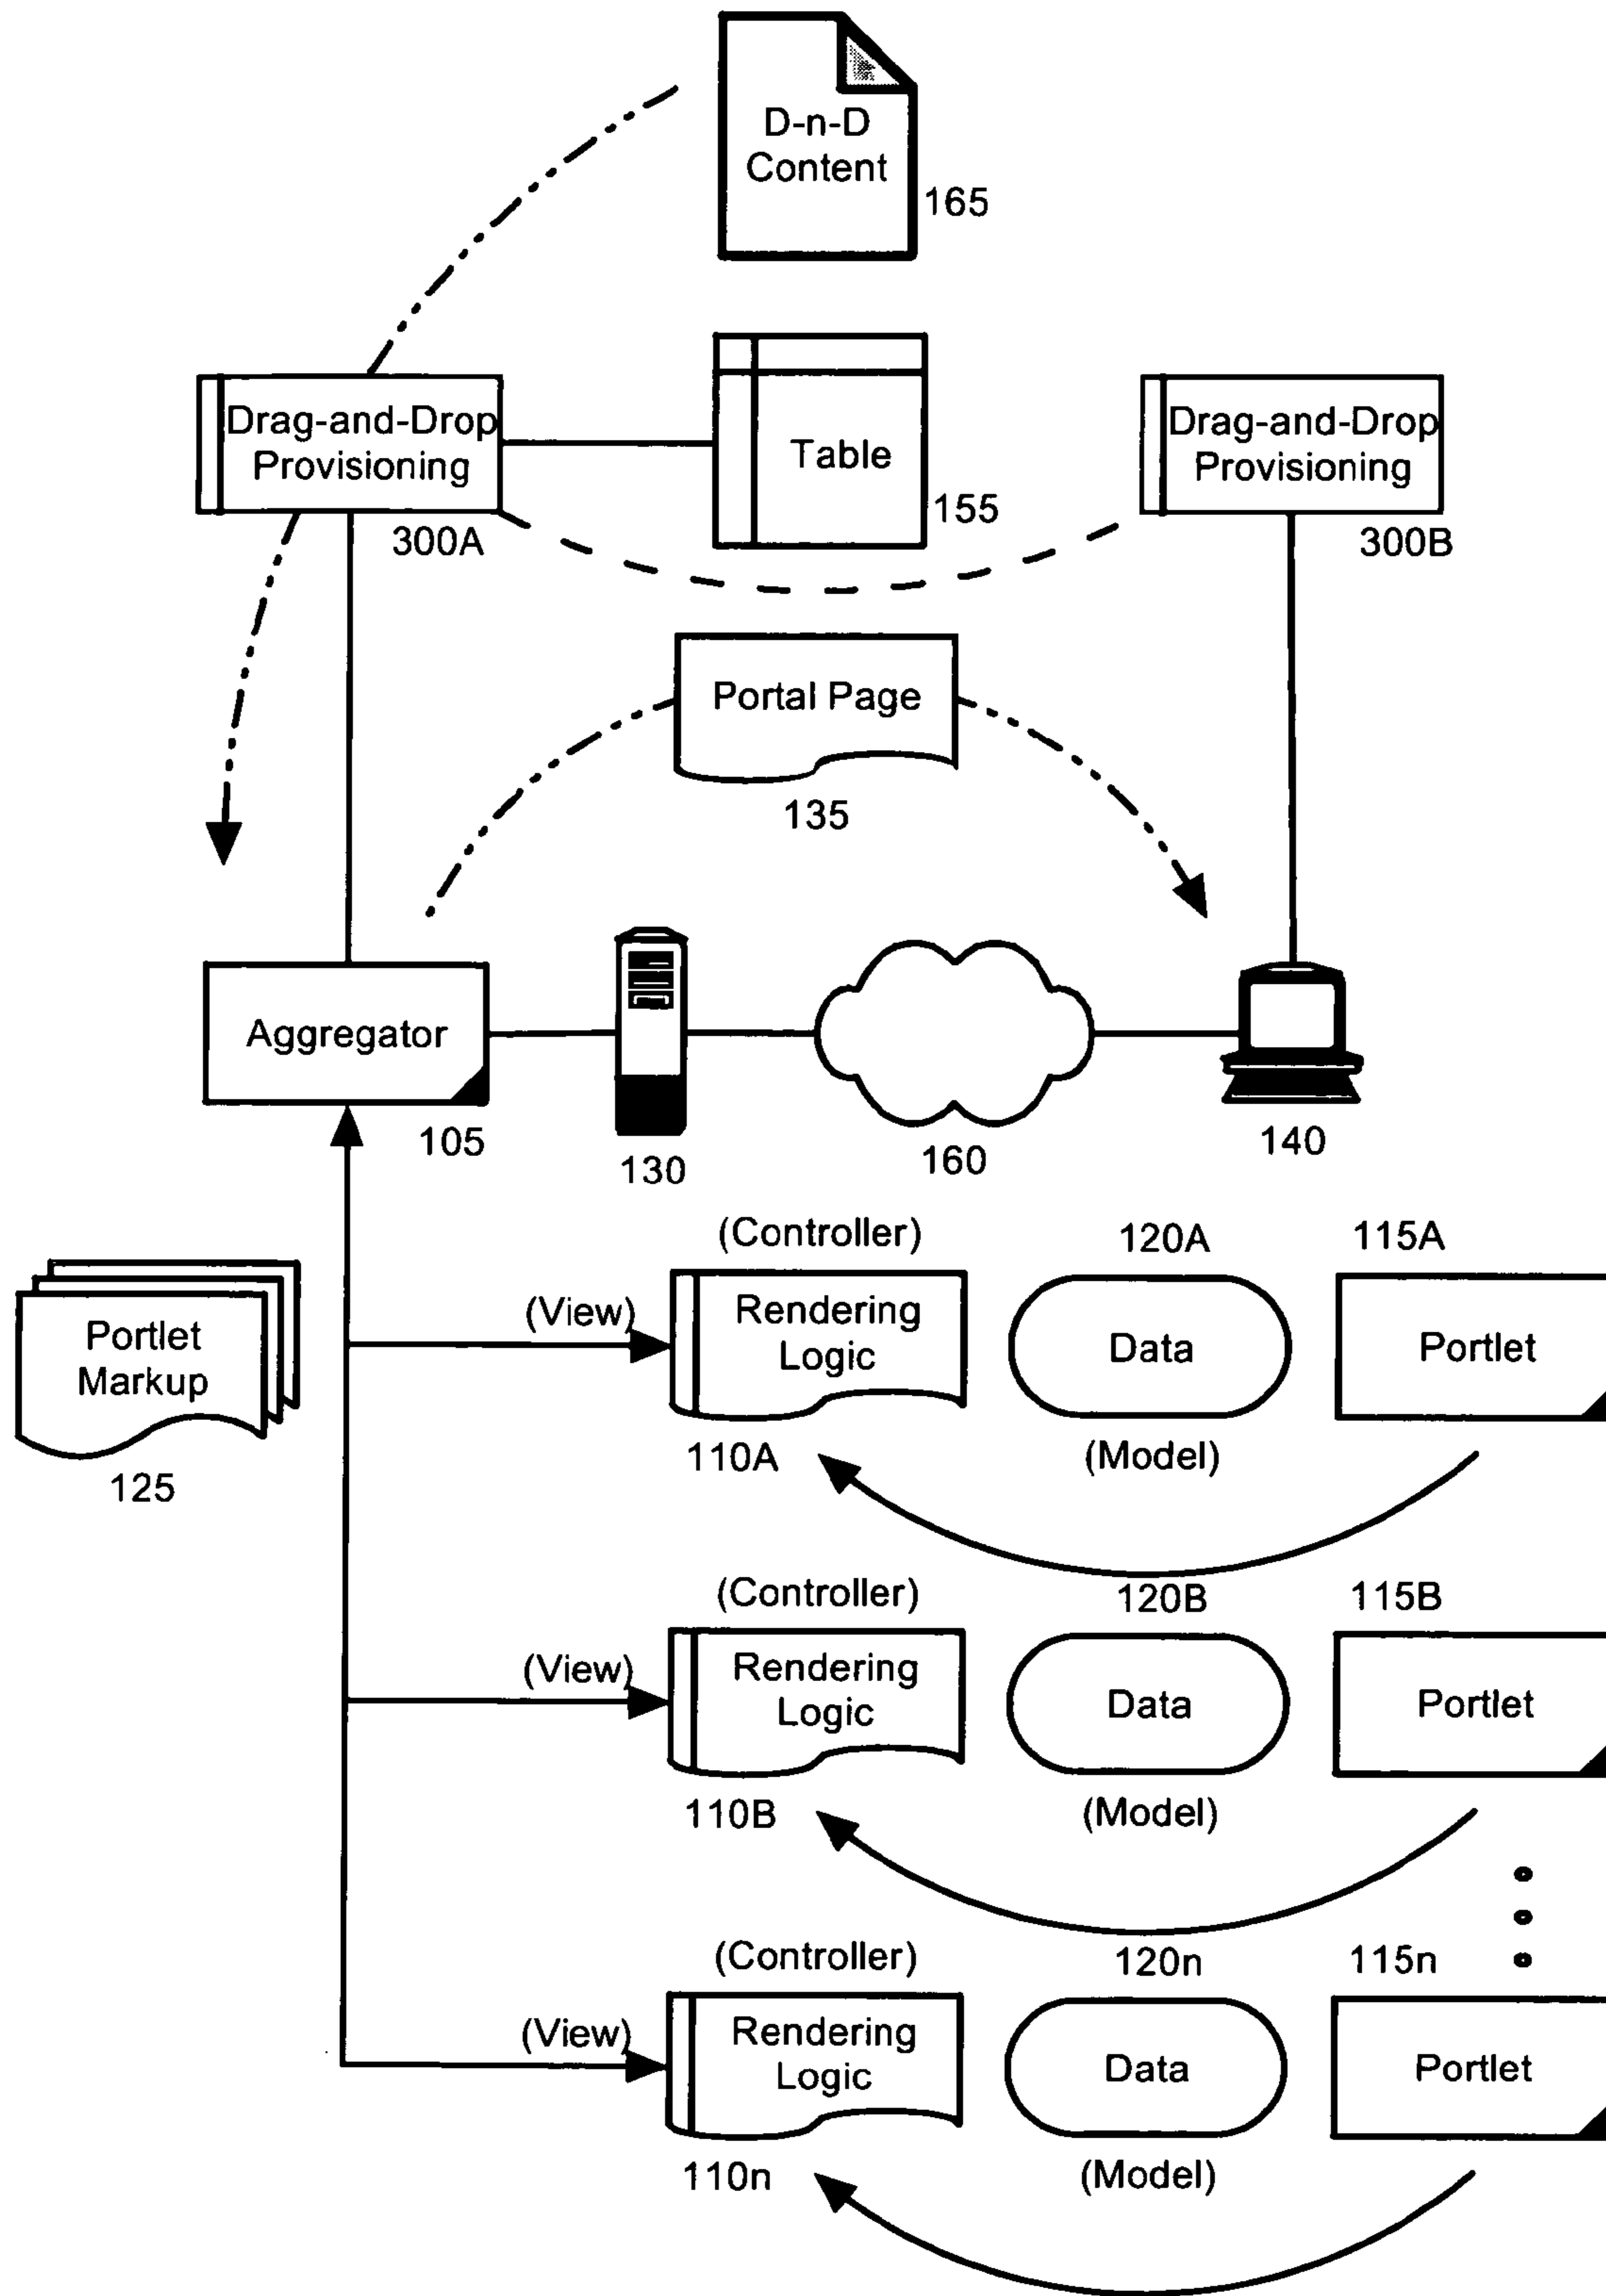 D-n-D
Content
165
Drag-and-Drop
Provisioning
300A
Table
155
Drag-and-Drop
Provisioning
300B
Portal Page
135
Aggregator
105
130
160
140
Portlet
Markup
125
(Controller)
120A
115A
(View)
Rendering
Logic
Data
Portlet
110A
(Model)
(Controller)
120B
115B
(View)
Rendering
Logic
Data
Portlet
110B
(Model)
(Controller)
120n
115n
(View)
Rendering
Logic
Data
Portlet
110n
(Model)